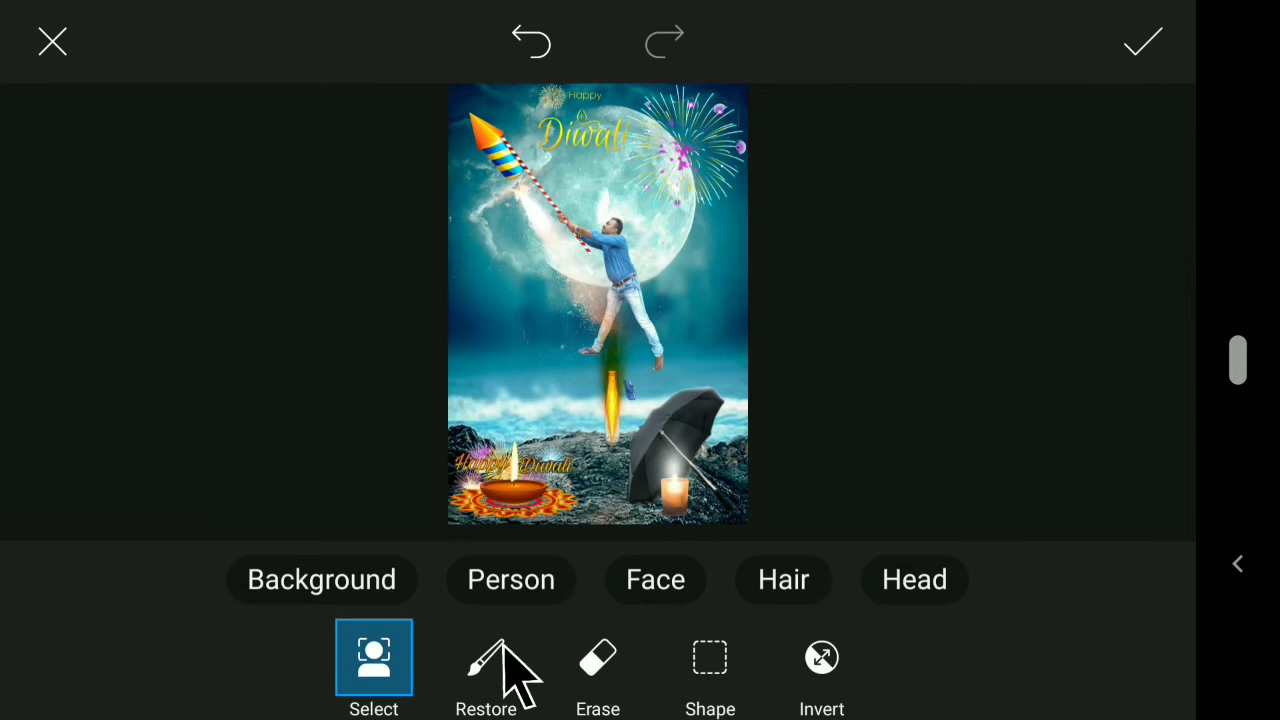 Happy
Diwali
Happy Diwali
Background Person Face Hair Head
Select Restore Erase Shape Invert